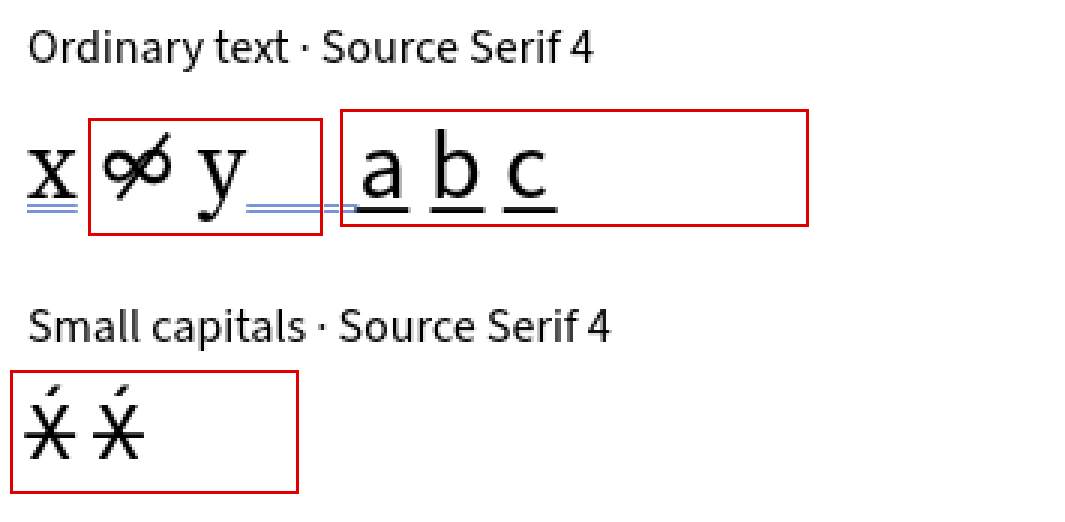 Ordinary text · Source Serif 4
x ∞̸ y a̲ b̲ c̲
Small capitals · Source Serif 4
x̶́ x̶́